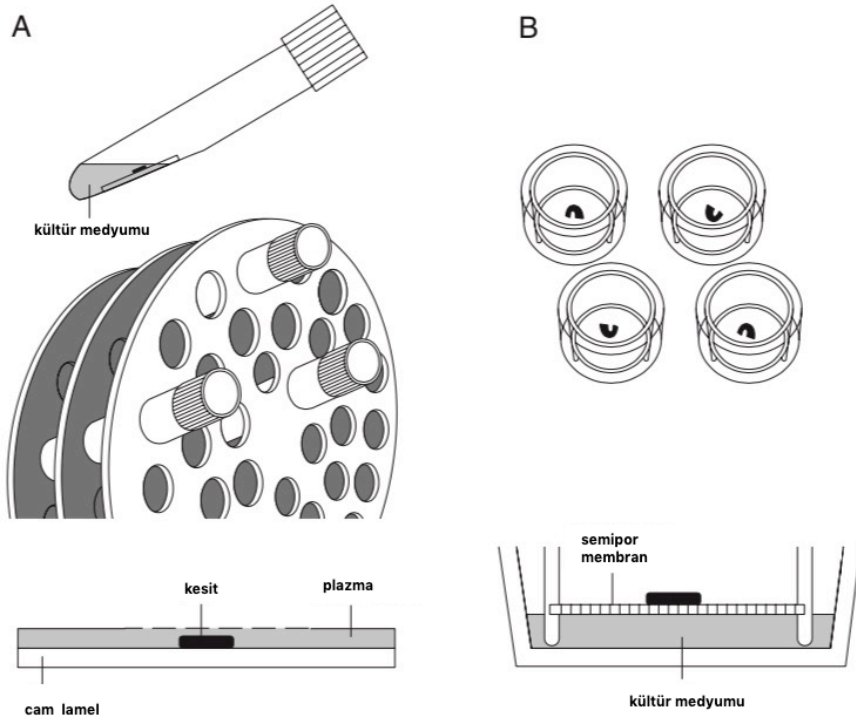 A
B
kültür medyumu
semipor
membran
kesit
plazma
cam lamel
kültür medyumu